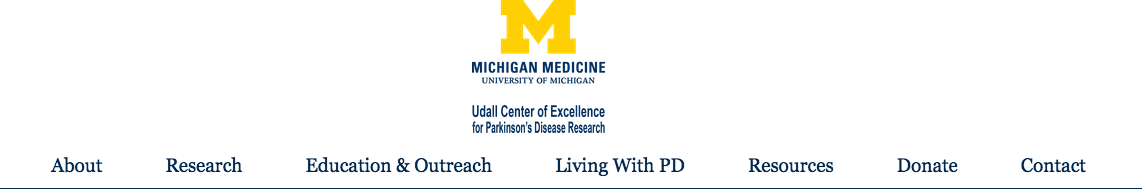 M
MICHIGAN MEDICINE
UNIVERSITY OF MICHIGAN
Udall Center of Excellence
for Parkinson's Disease Research
About Research Education & Outreach Living With PD Resources Donate Contact